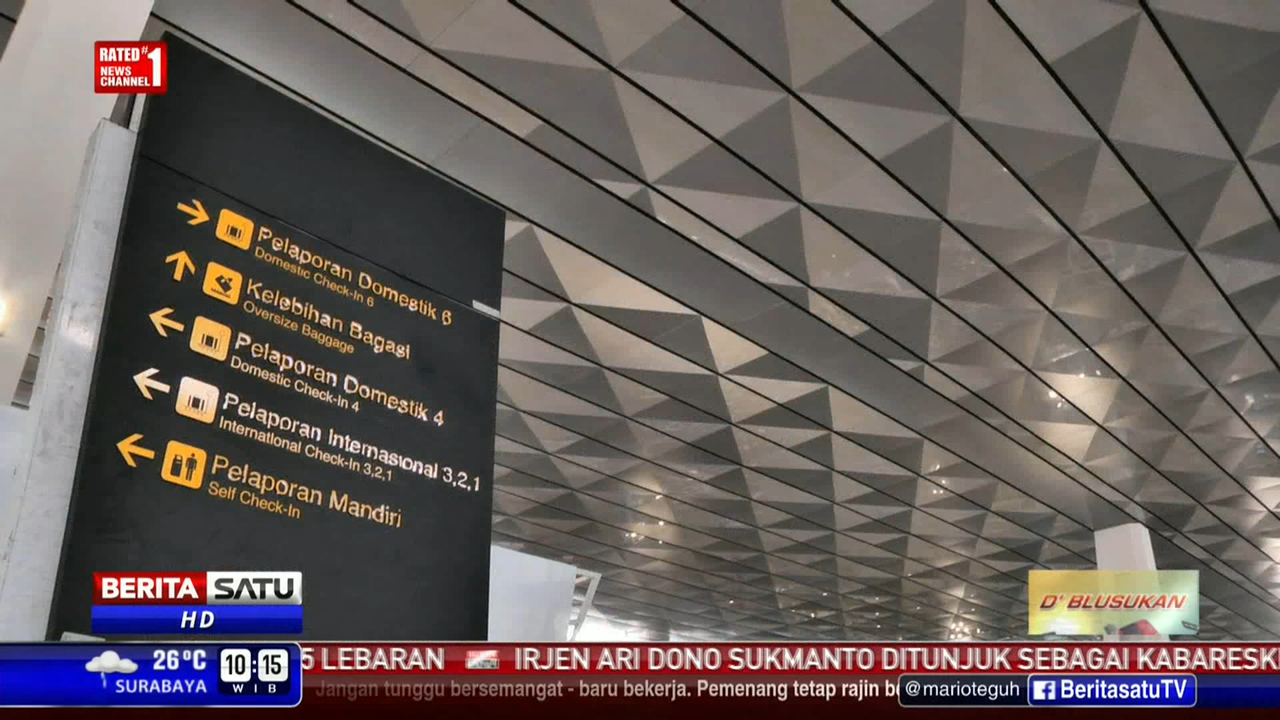 RATED #1
NEWS
CHANNEL
Pelaporan Domestik 6
Domestic Check-In 6
Kelebihan Bagasi
Oversize Baggage
Pelaporan Domestik 4
Domestic Check-In 4
Pelaporan Internasional 3,2,1
International Check-In 3,2,1
Pelaporan Mandiri
Self Check-In
BERITA SATU
HD
D' BLUSUKAN
26°C
SURABAYA
10:15
WIB
5 LEBARAN IRJEN ARI DONO SUKMANTO DITUNJUK SEBAGAI KABARESK
Jangan tunggu bersemangat - baru bekerja. Pemenang tetap rajin be
@marioteguh
BeritasatuTV